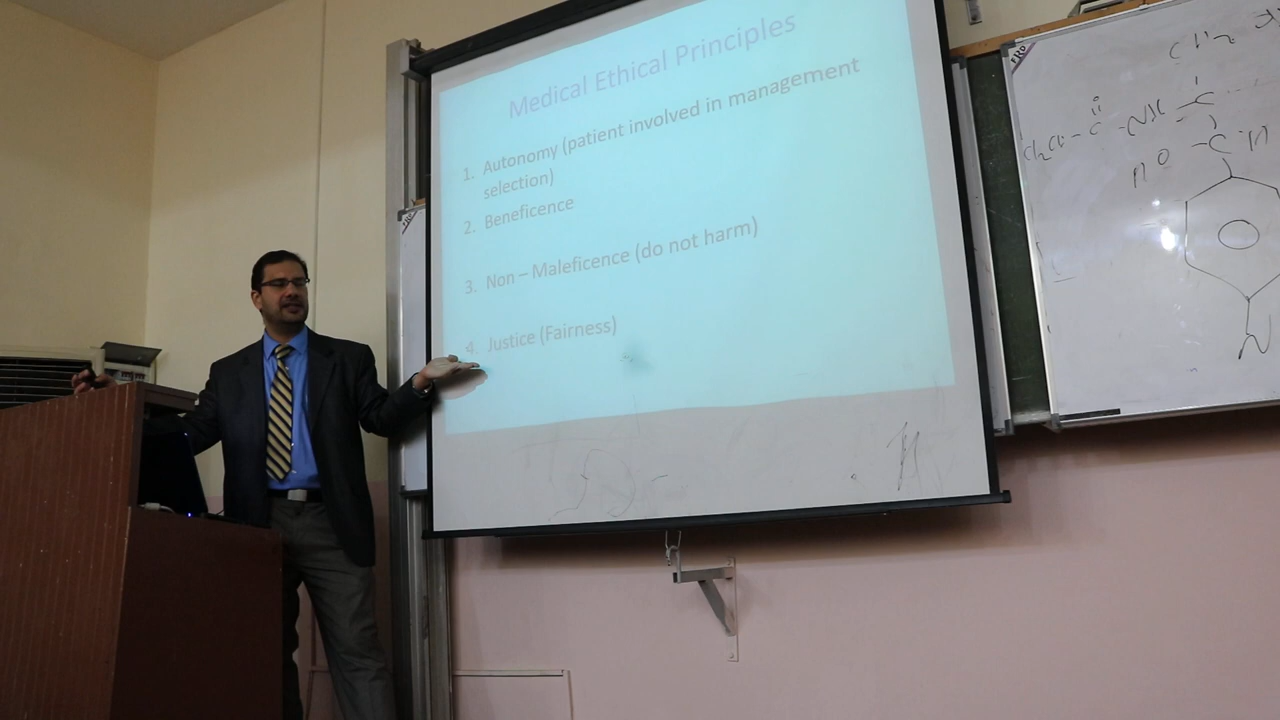 Medical Ethical Principles
1. Autonomy (patient involved in management
selection)
2. Beneficence
3. Non – Maleficence (do not harm)
4. Justice (Fairness)
CH2
C
C
H O
C
N